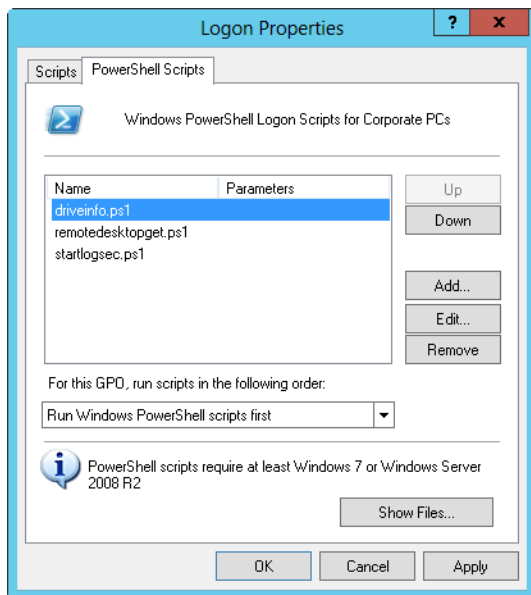 Logon Properties
?
x
Scripts
PowerShell Scripts
Windows PowerShell Logon Scripts for Corporate PCs
Name Parameters
driveinfo.ps1
remotedesktopget.ps1
startlogsec.ps1
Up
Down
Add...
Edit...
Remove
For this GPO, run scripts in the following order:
Run Windows PowerShell scripts first
PowerShell scripts require at least Windows 7 or Windows Server
2008 R2
Show Files...
OK Cancel Apply